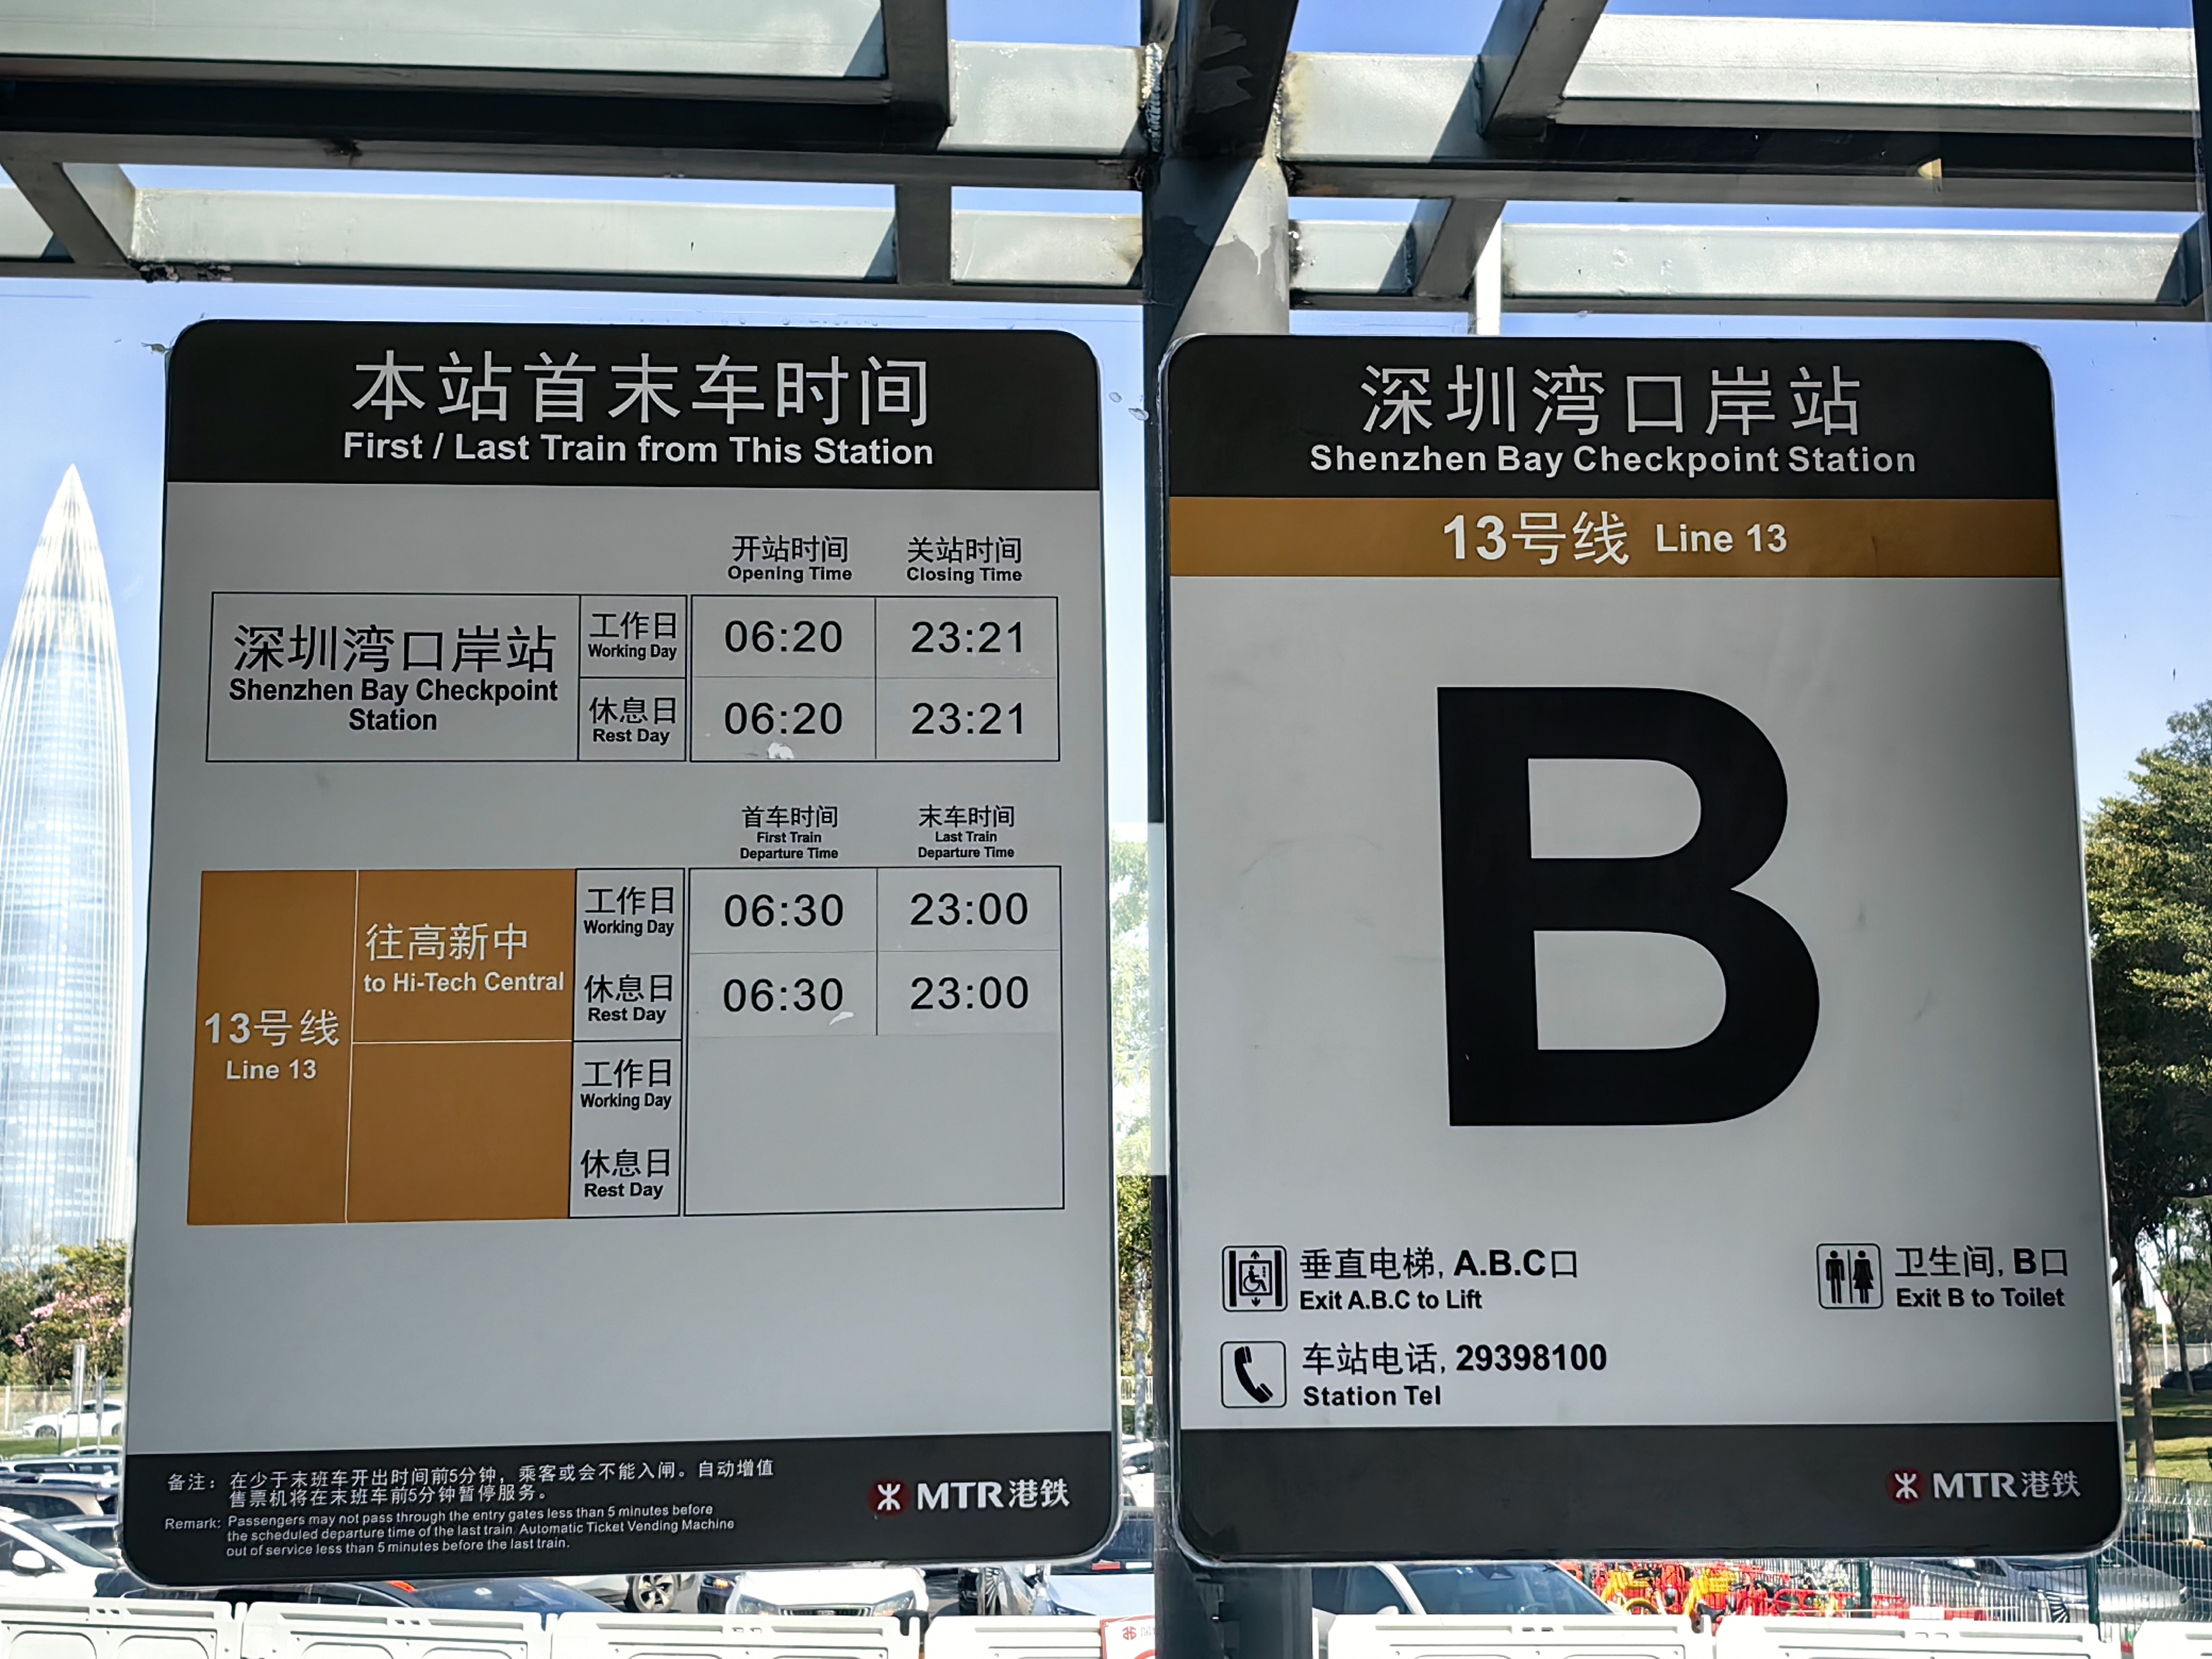 本站首末车时间
First / Last Train from This Station
开站时间 关站时间
Opening Time Closing Time
深圳湾口岸站
Shenzhen Bay Checkpoint
Station
工作日 06:20 23:21
Working Day
休息日 06:20 23:21
Rest Day
首车时间 末车时间
First Train Last Train
Departure Time Departure Time
13号线
Line 13
往高新中
to Hi-Tech Central
工作日 06:30 23:00
Working Day
休息日 06:30 23:00
Rest Day
工作日
Working Day
休息日
Rest Day
备注：在少于末班车开出时间前5分钟，乘客或会不能入闸。自动增值
售票机将在末班车前5分钟暂停服务。
Remark: Passengers may not pass through the entry gates less than 5 minutes before
the scheduled departure time of the last train. Automatic Ticket Vending Machine
out of service less than 5 minutes before the last train.
MTR港铁
深圳湾口岸站
Shenzhen Bay Checkpoint Station
13号线 Line 13
B
垂直电梯, A.B.C口
Exit A.B.C to Lift
卫生间, B口
Exit B to Toilet
车站电话, 29398100
Station Tel
MTR港铁